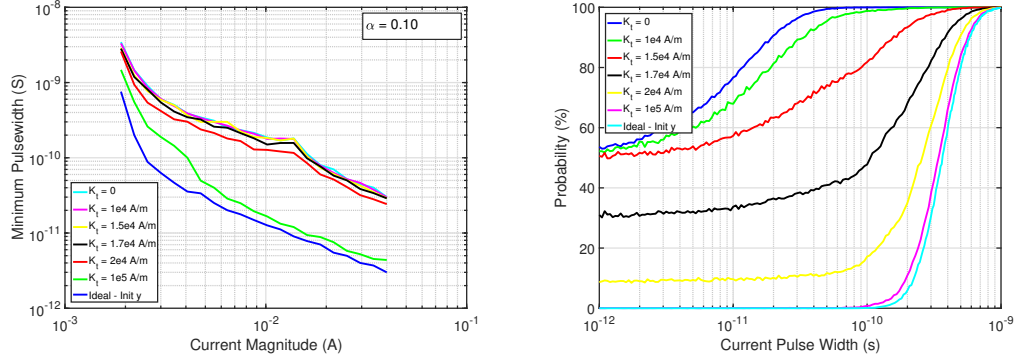 10^-8
10^-9
10^-10
10^-11
10^-12
Minimum Pulsewidth (S)
α = 0.10
K_t = 0
K_t = 1e4 A/m
K_t = 1.5e4 A/m
K_t = 1.7e4 A/m
K_t = 2e4 A/m
K_t = 1e5 A/m
Ideal - Init y
10^-3 10^-2 10^-1
Current Magnitude (A)
100
80
60
40
20
0
Probability (%)
K_t = 0
K_t = 1e4 A/m
K_t = 1.5e4 A/m
K_t = 1.7e4 A/m
K_t = 2e4 A/m
K_t = 1e5 A/m
Ideal - Init y
10^-12 10^-11 10^-10 10^-9
Current Pulse Width (s)